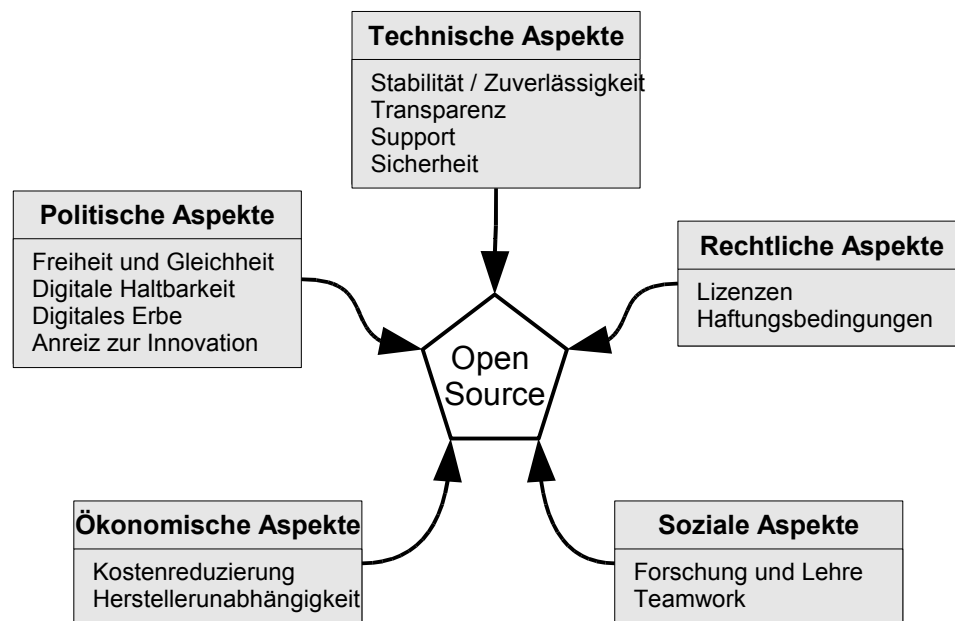 Technische Aspekte
Stabilität / Zuverlässigkeit
Transparenz
Support
Sicherheit
Politische Aspekte
Freiheit und Gleichheit
Digitale Haltbarkeit
Digitales Erbe
Anreiz zur Innovation
Rechtliche Aspekte
Lizenzen
Haftungsbedingungen
Open
Source
Ökonomische Aspekte
Kostenreduzierung
Herstellerunabhängigkeit
Soziale Aspekte
Forschung und Lehre
Teamwork